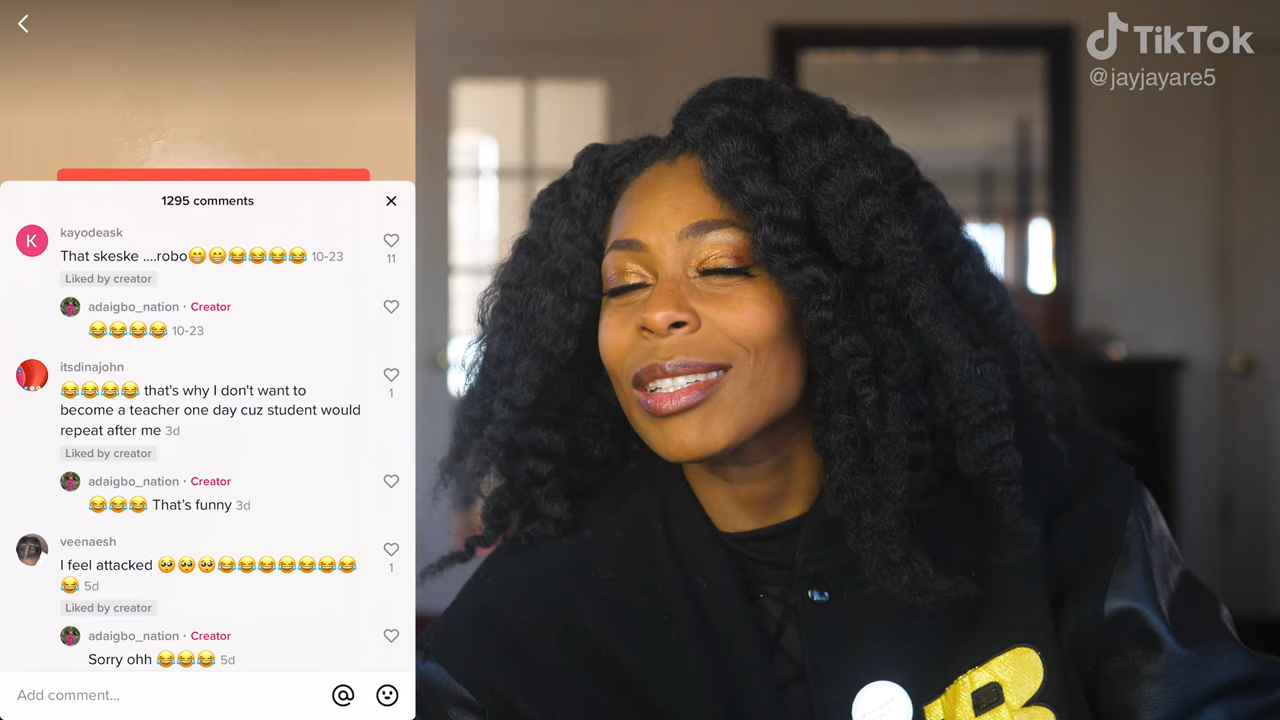 TikTok
@jayjayare5
1295 comments
K
kayodeask
That skeske ....robo😁😁😂😂😂😂 10-23
11
Liked by creator
adaigbo_nation · Creator
😂😂😂😂 10-23
itsdinajohn
😂😂😂😂 that's why I don't want to
1
become a teacher one day cuz student would
repeat after me 3d
Liked by creator
adaigbo_nation · Creator
😂😂😂 That's funny 3d
veenaesh
I feel attacked 🥺🥺🥺😂😂😂😂😂😂😂
1
😂 5d
Liked by creator
adaigbo_nation · Creator
Sorry ohh 😂😂😂 5d
Add comment...
B